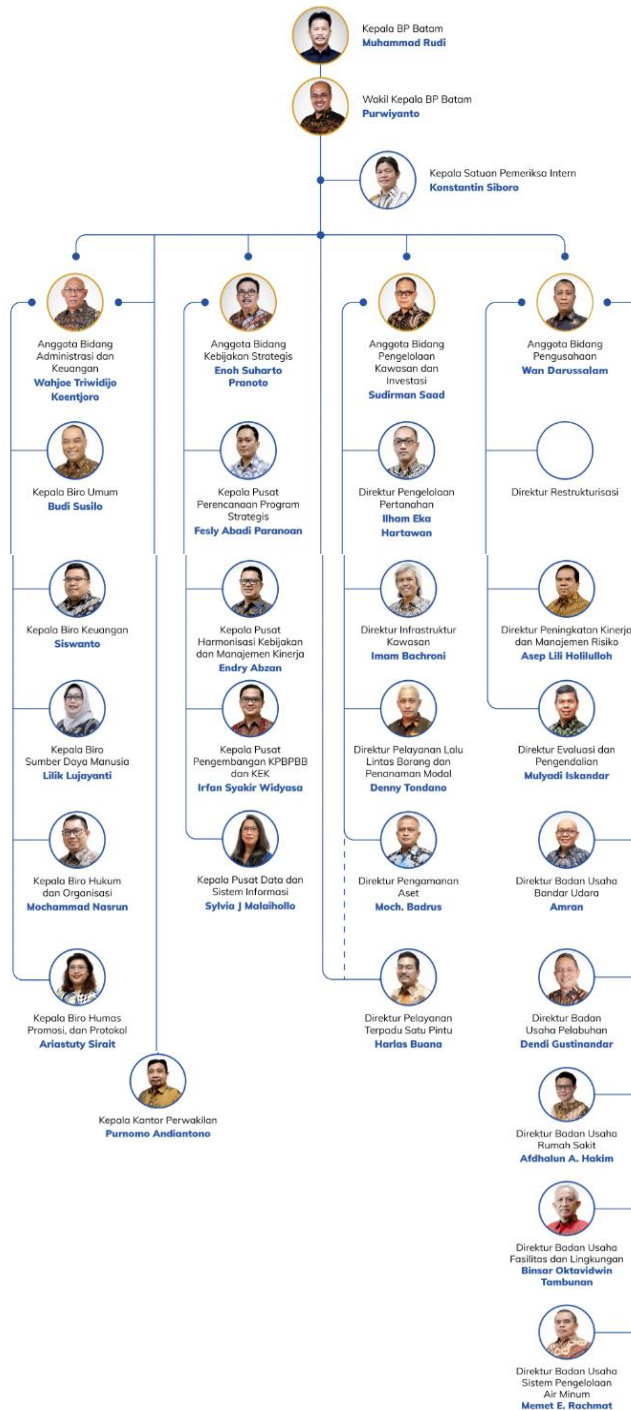 Kepala BP Batam
Muhammad Rudi
Wakil Kepala BP Batam
Purwiyanto
Kepala Satuan Pemeriksa Intern
Konstantin Siboro
Anggota Bidang
Administrasi dan
Keuangan
Wahjoe Triwidijo
Koentjoro
Anggota Bidang
Kebijakan Strategis
Enoh Suharto
Pranoto
Anggota Bidang
Pengelolaan
Kawasan dan
Investasi
Sudirman Saad
Anggota Bidang
Pengusahaan
Wan Darussalam
Kepala Biro Umum
Budi Susilo
Kepala Pusat
Perencanaan Program
Strategis
Fesly Abadi Paranoan
Direktur Pengelolaan
Pertanahan
Ilham Eka
Hartawan
Direktur Restrukturisasi
Kepala Biro Keuangan
Siswanto
Kepala Pusat
Harmonisasi Kebijakan
dan Manajemen Kinerja
Endry Abzan
Direktur Infrastruktur
Kawasan
Imam Bachroni
Direktur Peningkatan Kinerja
dan Manajemen Risiko
Asep Lili Holilulloh
Kepala Biro
Sumber Daya Manusia
Lilik Lujayanti
Kepala Pusat
Pengembangan KPBPBB
dan KEK
Irfan Syakir Widyasa
Direktur Pelayanan Lalu
Lintas Barang dan
Penanaman Modal
Denny Tondano
Direktur Evaluasi dan
Pengendalian
Mulyadi Iskandar
Kepala Biro Hukum
dan Organisasi
Mochammad Nasrun
Kepala Pusat Data dan
Sistem Informasi
Sylvia J Malaihollo
Direktur Pengamanan
Aset
Moch. Badrus
Direktur Badan Usaha
Bandar Udara
Amran
Kepala Biro Humas
Promosi, dan Protokol
Ariastuty Sirait
Direktur Pelayanan
Terpadu Satu Pintu
Harlas Buana
Direktur Badan
Usaha Pelabuhan
Dendi Gustinandar
Kepala Kantor Perwakilan
Purnomo Andiantono
Direktur Badan Usaha
Rumah Sakit
Afdhalun A. Hakim
Direktur Badan Usaha
Fasilitas dan Lingkungan
Binsar Oktavidwin
Tambunan
Direktur Badan Usaha
Sistem Pengelolaan
Air Minum
Memet E. Rachmat